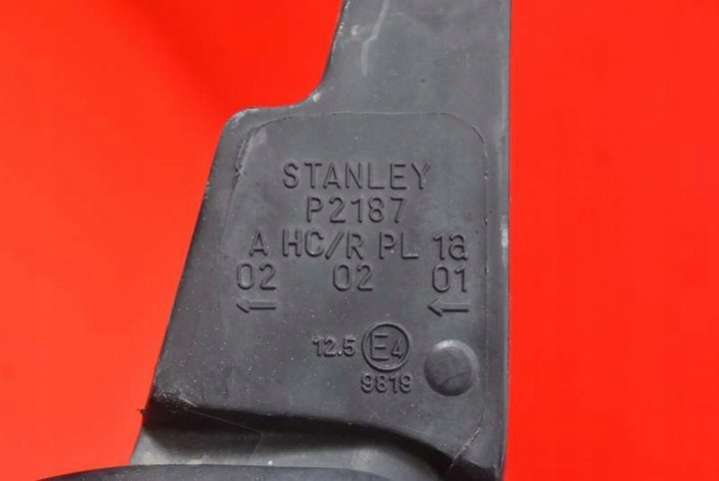 STANLEY
P2187
A HC/R PL 1a
02 02 01
← ←
12.5 E4
9819